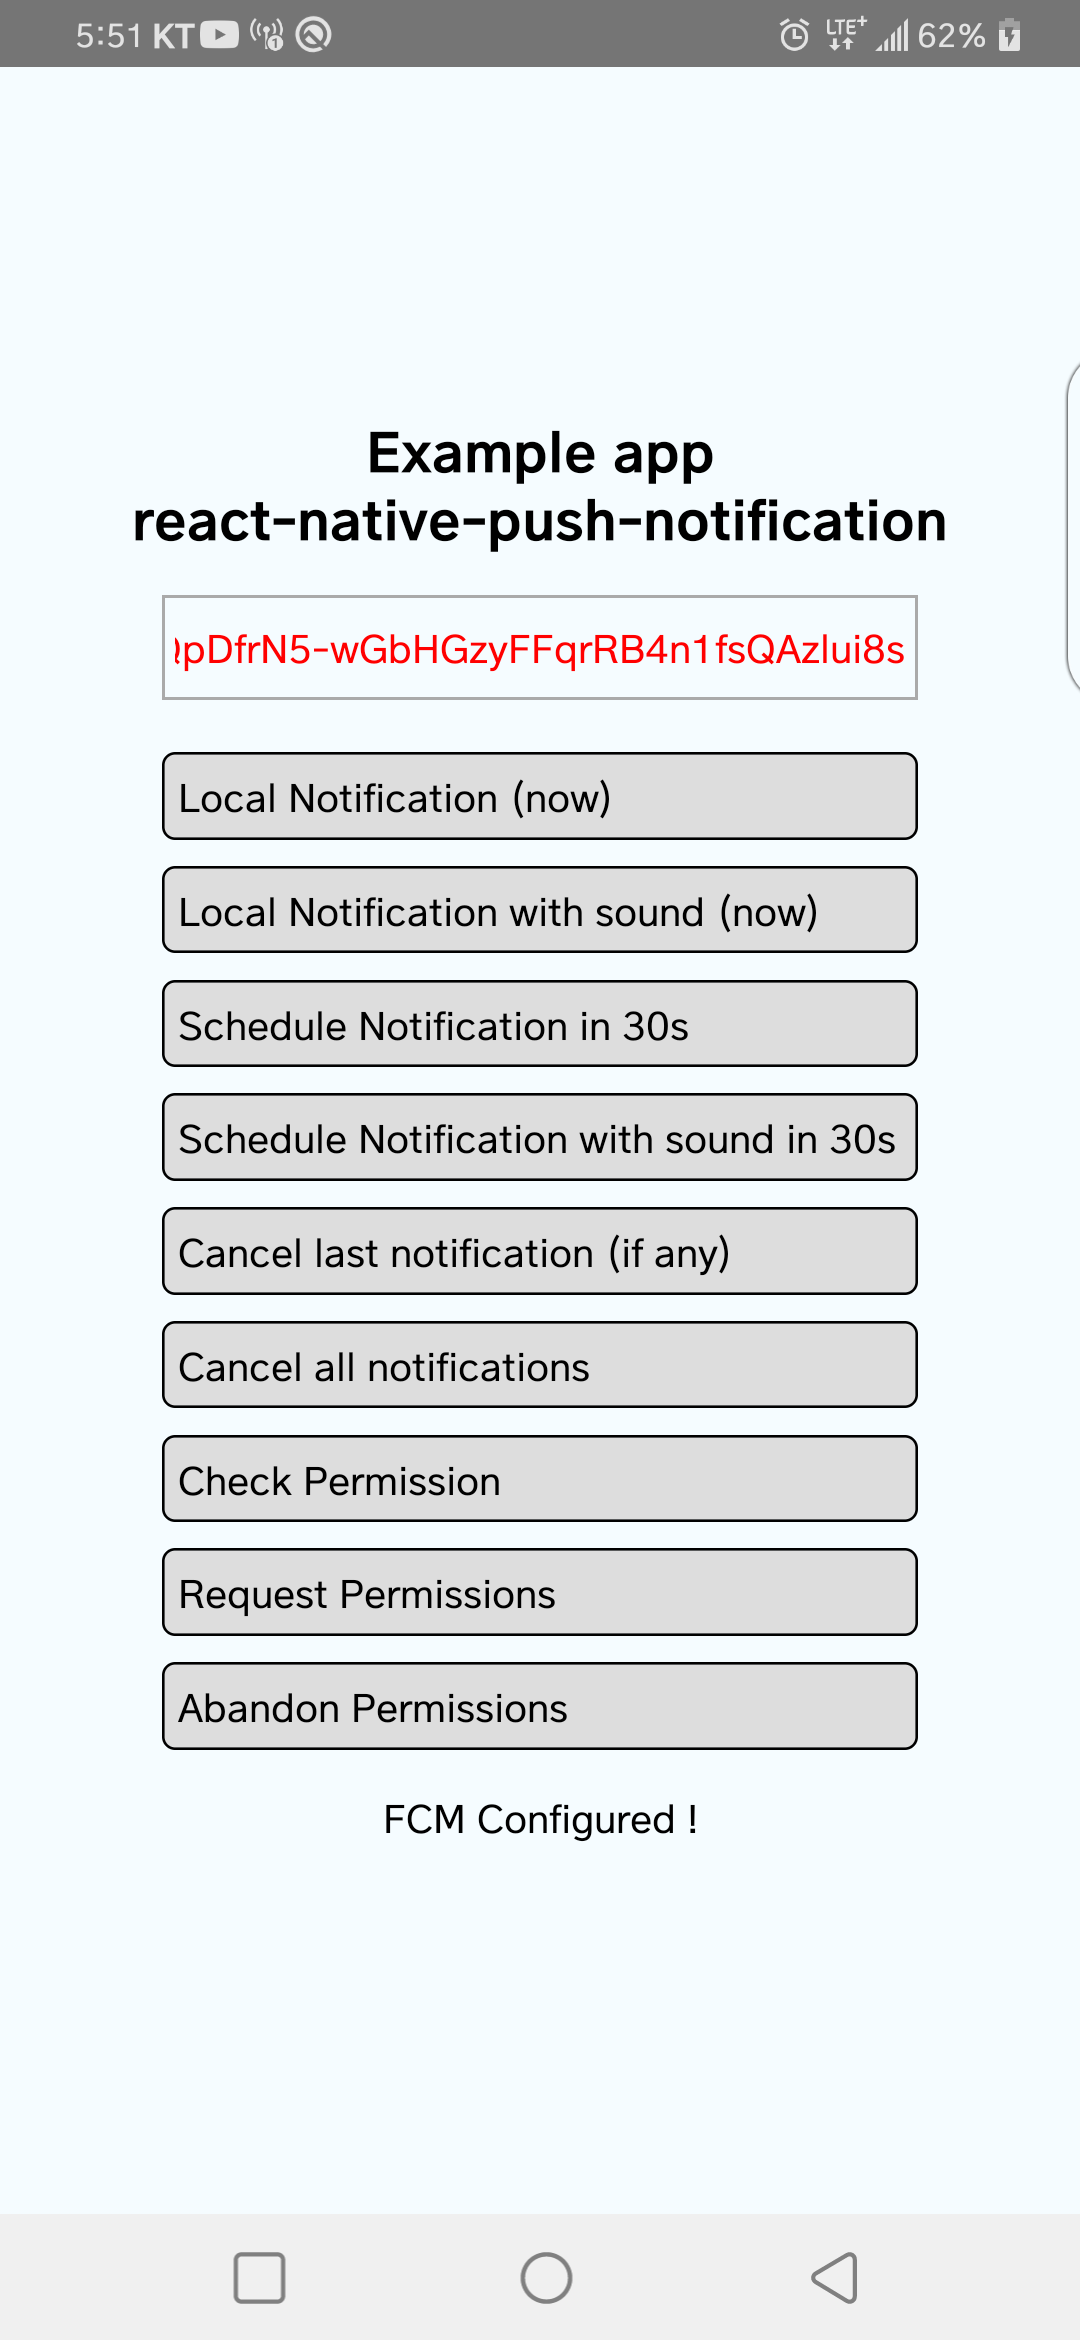 5:51 KT
LTE+ 62%
Example app
react-native-push-notification
pDfrN5-wGbHGzyFFqrRB4n1fsQAzlui8s
Local Notification (now)
Local Notification with sound (now)
Schedule Notification in 30s
Schedule Notification with sound in 30s
Cancel last notification (if any)
Cancel all notifications
Check Permission
Request Permissions
Abandon Permissions
FCM Configured !